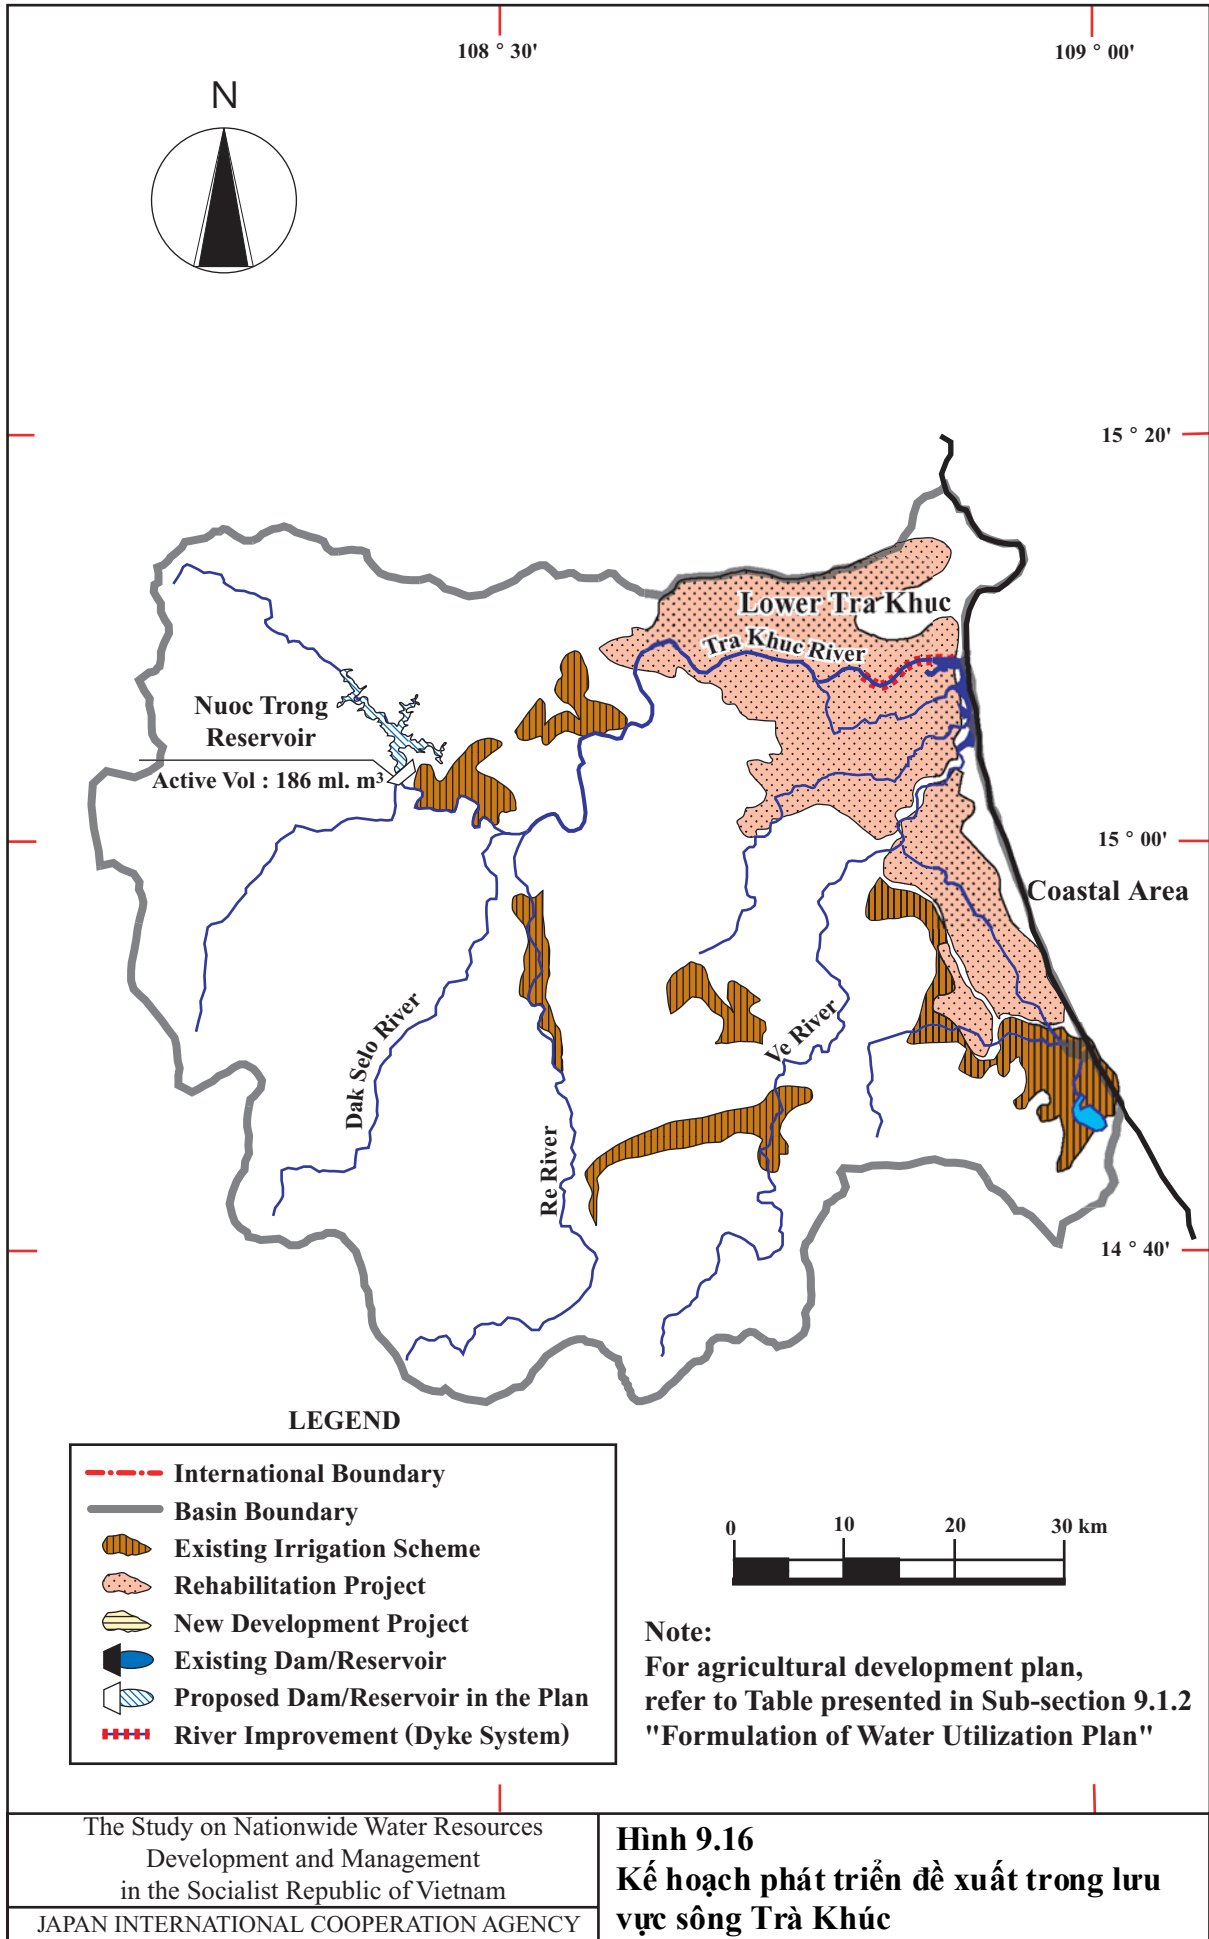 108 ° 30'
109 ° 00'
N
15 ° 20'
Lower Tra Khuc
Tra Khuc River
Nuoc Trong
Reservoir
Active Vol : 186 ml. m³
15 ° 00'
Coastal Area
Dak Selo River
Ve River
Re River
14 ° 40'
LEGEND
International Boundary
Basin Boundary
Existing Irrigation Scheme
Rehabilitation Project
New Development Project
Existing Dam/Reservoir
Proposed Dam/Reservoir in the Plan
River Improvement (Dyke System)
0 10 20 30 km
Note:
For agricultural development plan,
refer to Table presented in Sub-section 9.1.2
"Formulation of Water Utilization Plan"
The Study on Nationwide Water Resources
Development and Management
in the Socialist Republic of Vietnam
JAPAN INTERNATIONAL COOPERATION AGENCY
Hình 9.16
Kế hoạch phát triển đề xuất trong lưu
vực sông Trà Khúc